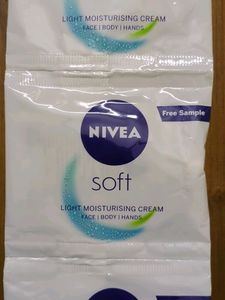 LIGHT MOISTURISING CREAM
FACE | BODY | HANDS
NIVEA
Free Sample
soft
LIGHT MOISTURISING CREAM
FACE | BODY | HANDS